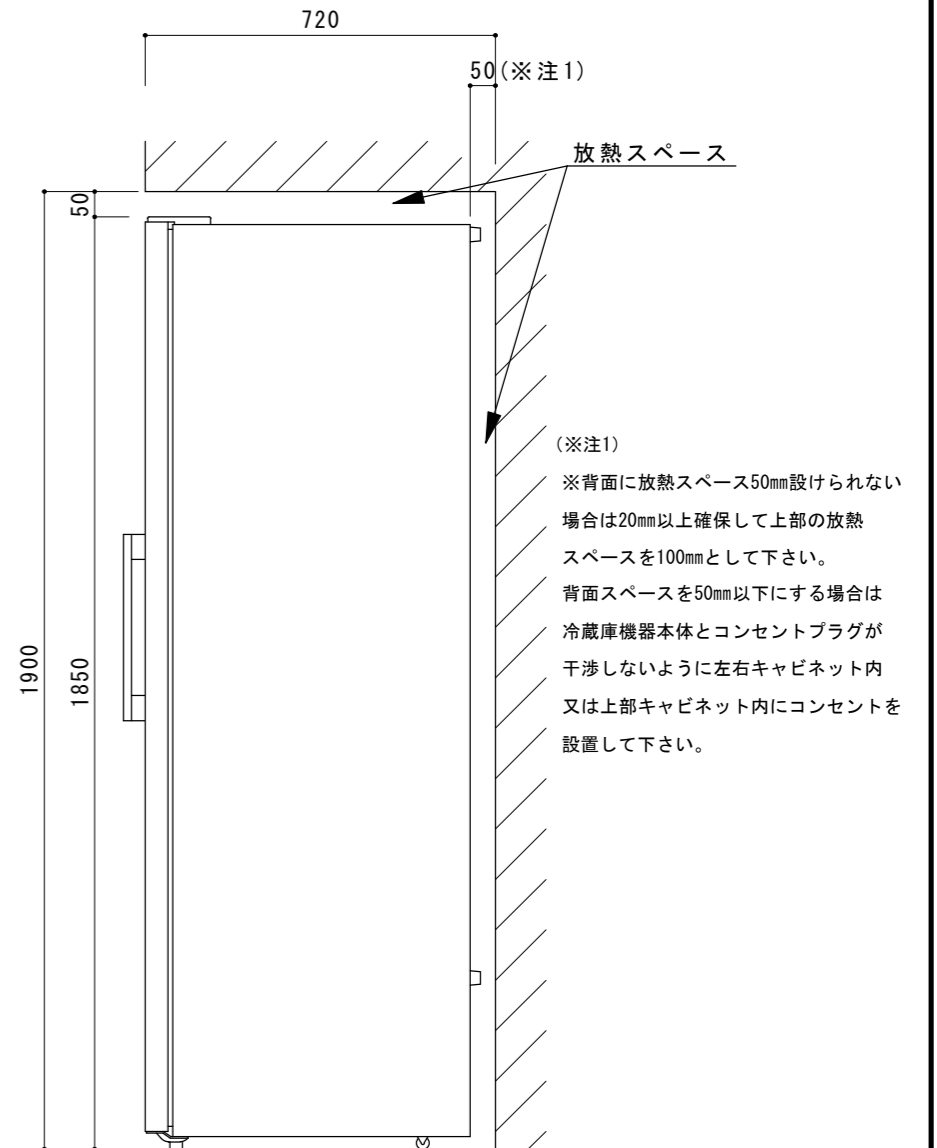 720
50(※注1)
放熱スペース
50
1900
1850
(※注1)
※背面に放熱スペース50㎜設けられない
場合は20㎜以上確保して上部の放熱
スペースを100㎜として下さい。
背面スペースを50㎜以下にする場合は
冷蔵庫機器本体とコンセントプラグが
干渉しないように左右キャビネット内
又は上部キャビネット内にコンセントを
設置して下さい。